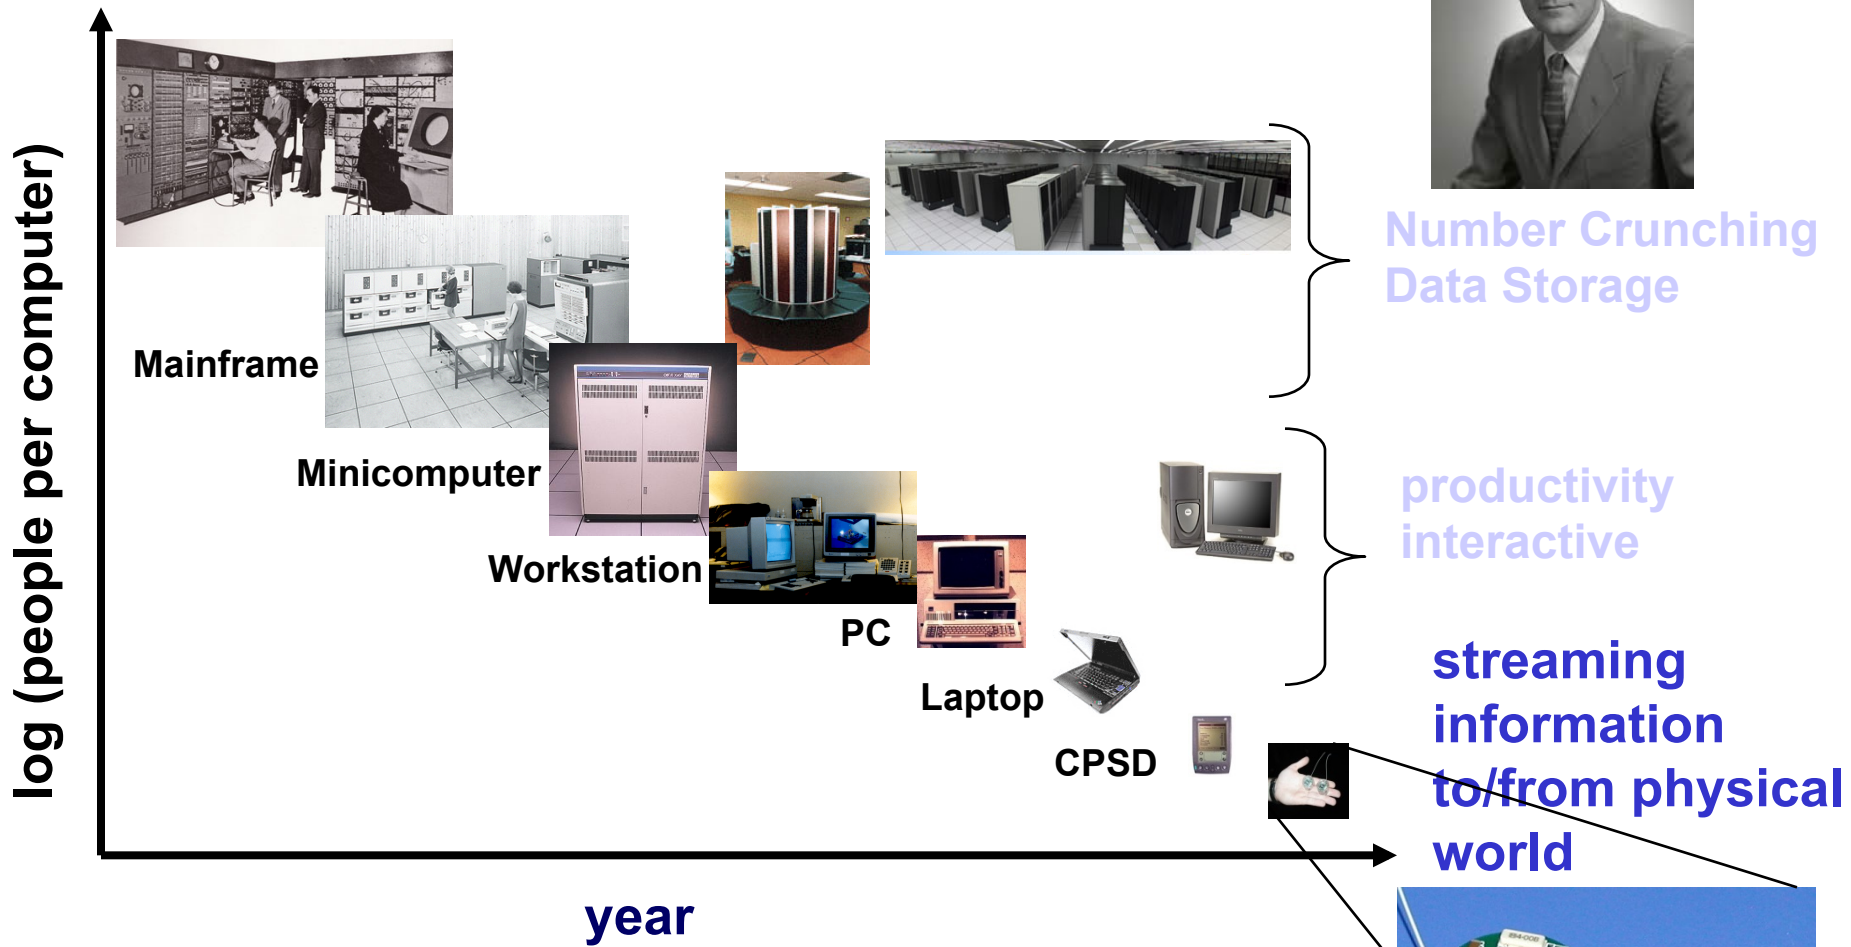 log (people per computer)
Mainframe
Minicomputer
Workstation
PC
Laptop
CPSD
year
Number Crunching
Data Storage
productivity
interactive
streaming
information
to/from physical
world